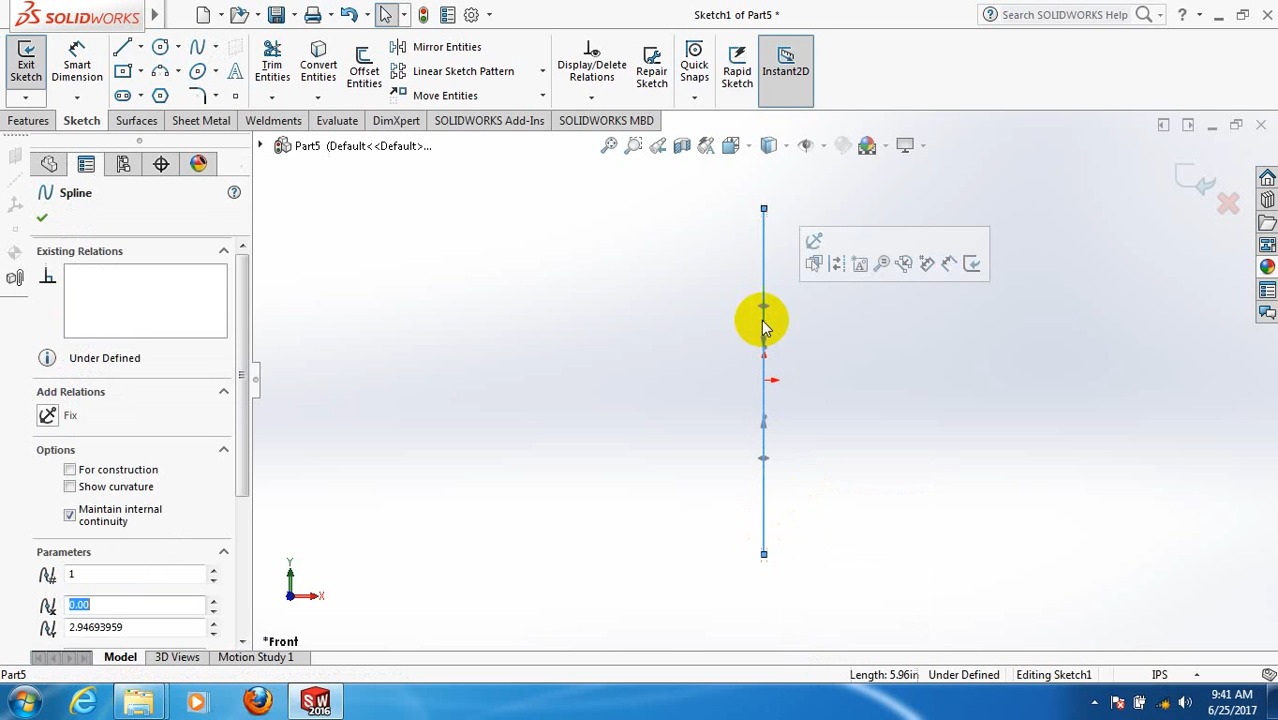 SOLIDWORKS
Sketch1 of Part5 *
Search SOLIDWORKS Help
Exit Sketch
Smart Dimension
Trim Entities
Convert Entities
Offset Entities
Mirror Entities
Linear Sketch Pattern
Move Entities
Display/Delete Relations
Repair Sketch
Quick Snaps
Rapid Sketch
Instant2D
Features
Sketch
Surfaces
Sheet Metal
Weldments
Evaluate
DimXpert
SOLIDWORKS Add-Ins
SOLIDWORKS MBD
Part5 (Default<<Default>...
Spline
Existing Relations
Under Defined
Add Relations
Fix
Options
For construction
Show curvature
Maintain internal
continuity
Parameters
1
0.00
2.94693959
Y
X
*Front
Model
3D Views
Motion Study 1
Part5
Length: 5.96in
Under Defined
Editing Sketch1
IPS
SW
2016
9:41 AM
6/25/2017